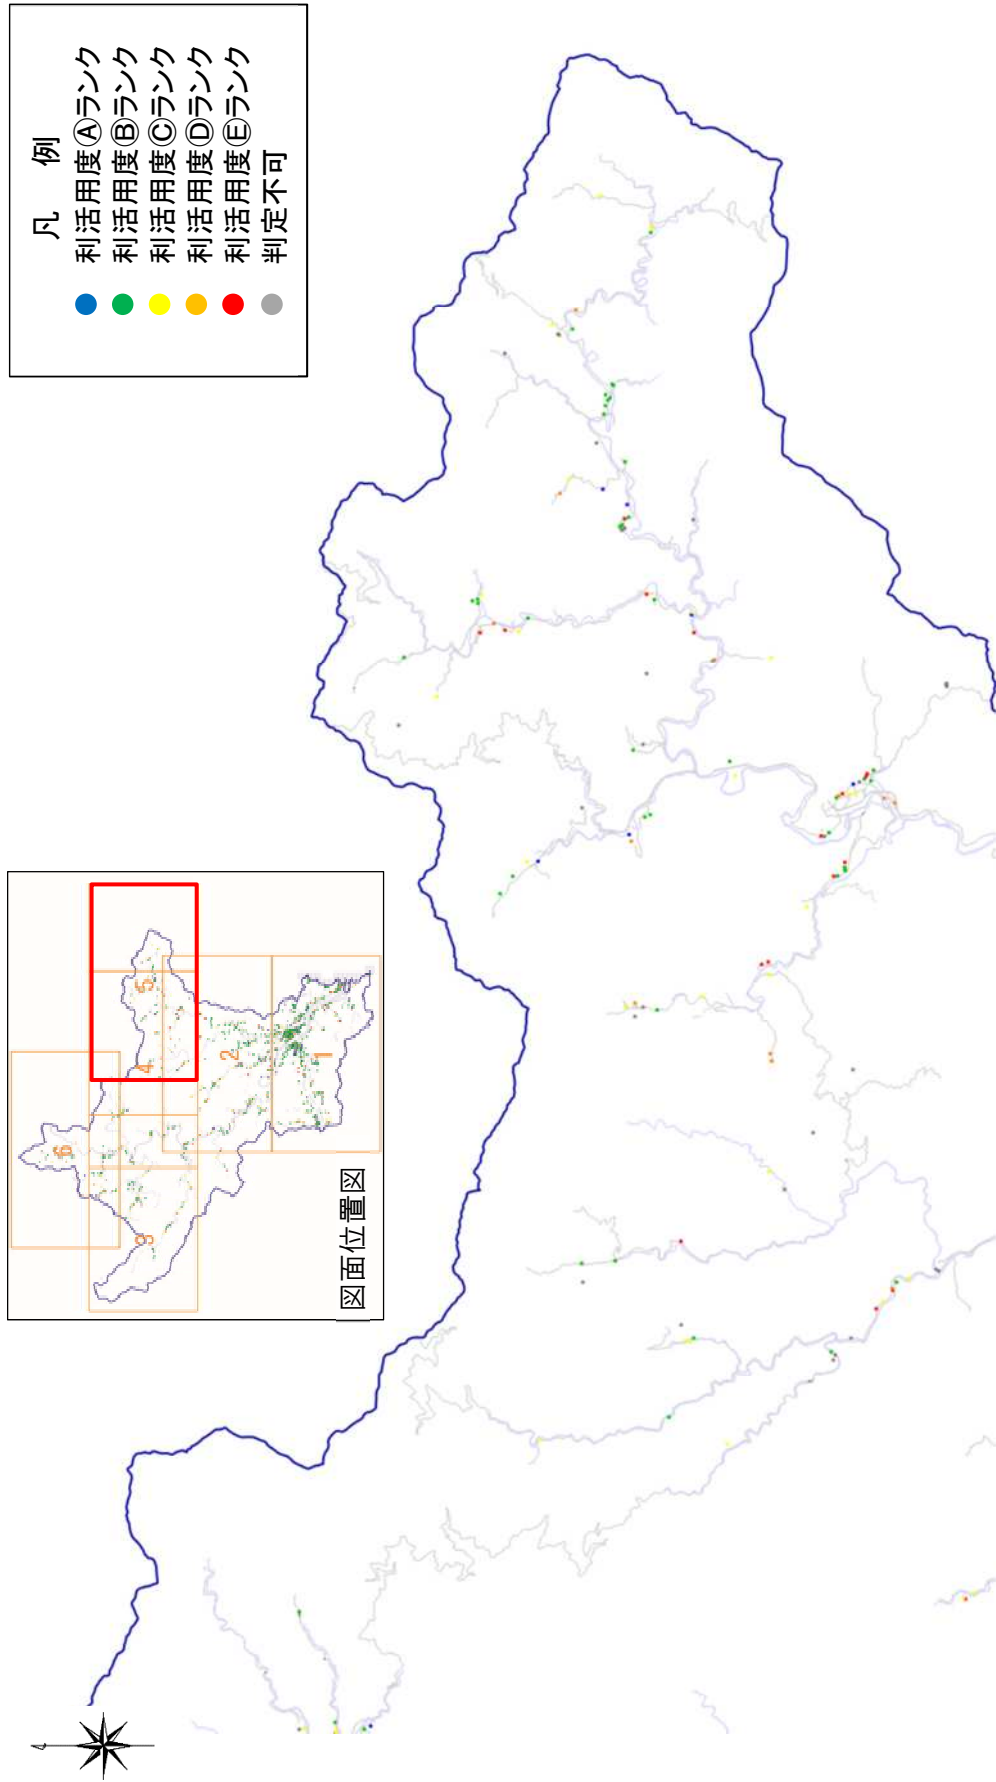 凡 例
利活用度Ⓐランク
利活用度Ⓑランク
利活用度Ⓒランク
利活用度Ⓓランク
利活用度Ⓔランク
判定不可
6
5
4
3
2
1
図面位置図